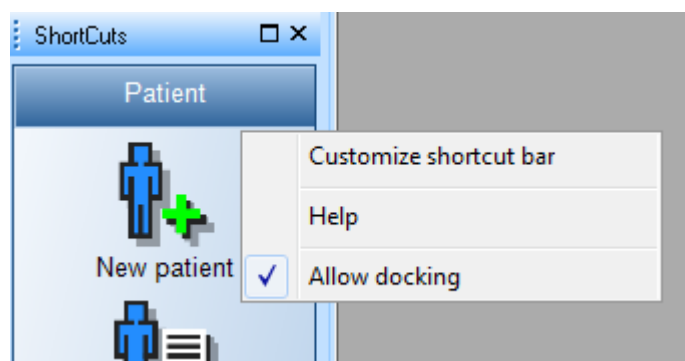 ShortCuts
Patient
New patient
Customize shortcut bar
Help
Allow docking